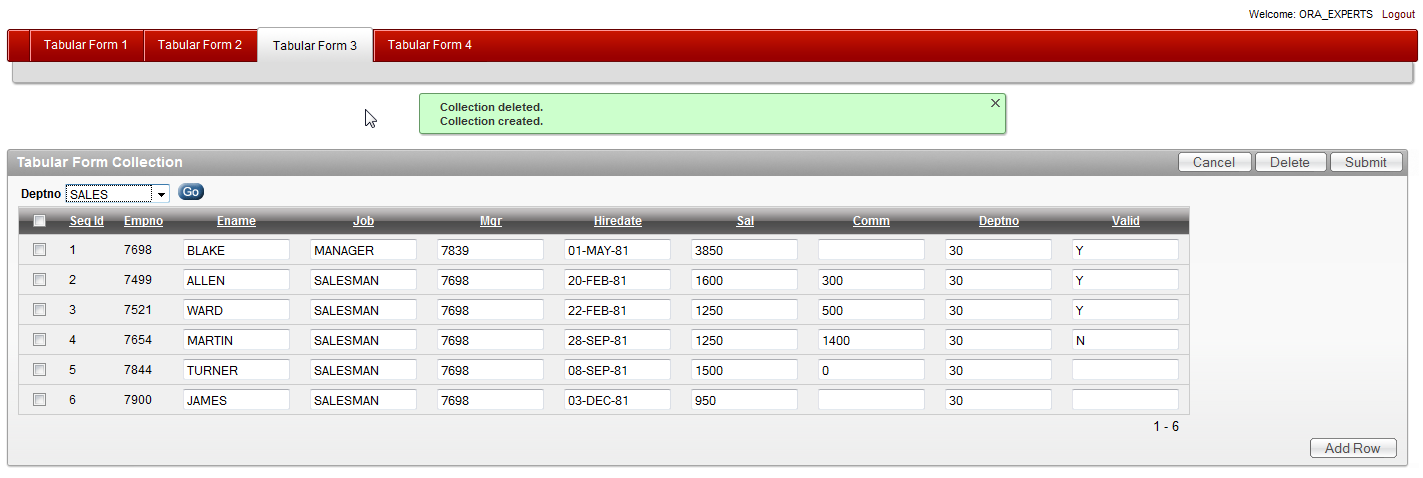 Welcome: ORA_EXPERTS Logout
Tabular Form 1 Tabular Form 2 Tabular Form 3 Tabular Form 4
Collection deleted.
Collection created.
Tabular Form Collection Cancel Delete Submit
Deptno SALES Go
Seq Id Empno Ename Job Mgr Hiredate Sal Comm Deptno Valid
1 7698 BLAKE MANAGER 7839 01-MAY-81 3850 30 Y
2 7499 ALLEN SALESMAN 7698 20-FEB-81 1600 300 30 Y
3 7521 WARD SALESMAN 7698 22-FEB-81 1250 500 30 Y
4 7654 MARTIN SALESMAN 7698 28-SEP-81 1250 1400 30 N
5 7844 TURNER SALESMAN 7698 08-SEP-81 1500 0 30
6 7900 JAMES SALESMAN 7698 03-DEC-81 950 30
1 - 6
Add Row